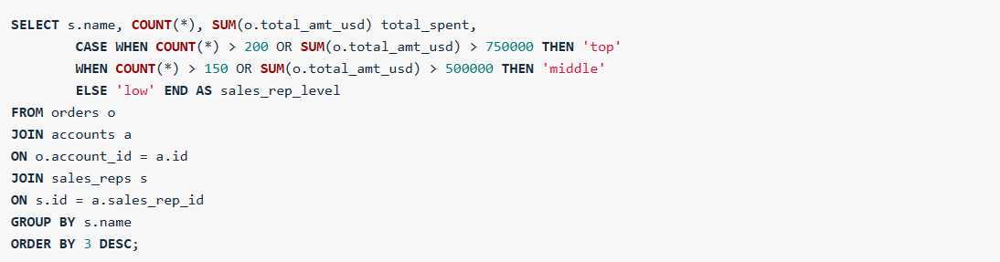 SELECT s.name, COUNT(*), SUM(o.total_amt_usd) total_spent,
CASE WHEN COUNT(*) > 200 OR SUM(o.total_amt_usd) > 750000 THEN 'top'
WHEN COUNT(*) > 150 OR SUM(o.total_amt_usd) > 500000 THEN 'middle'
ELSE 'low' END AS sales_rep_level
FROM orders o
JOIN accounts a
ON o.account_id = a.id
JOIN sales_reps s
ON s.id = a.sales_rep_id
GROUP BY s.name
ORDER BY 3 DESC;